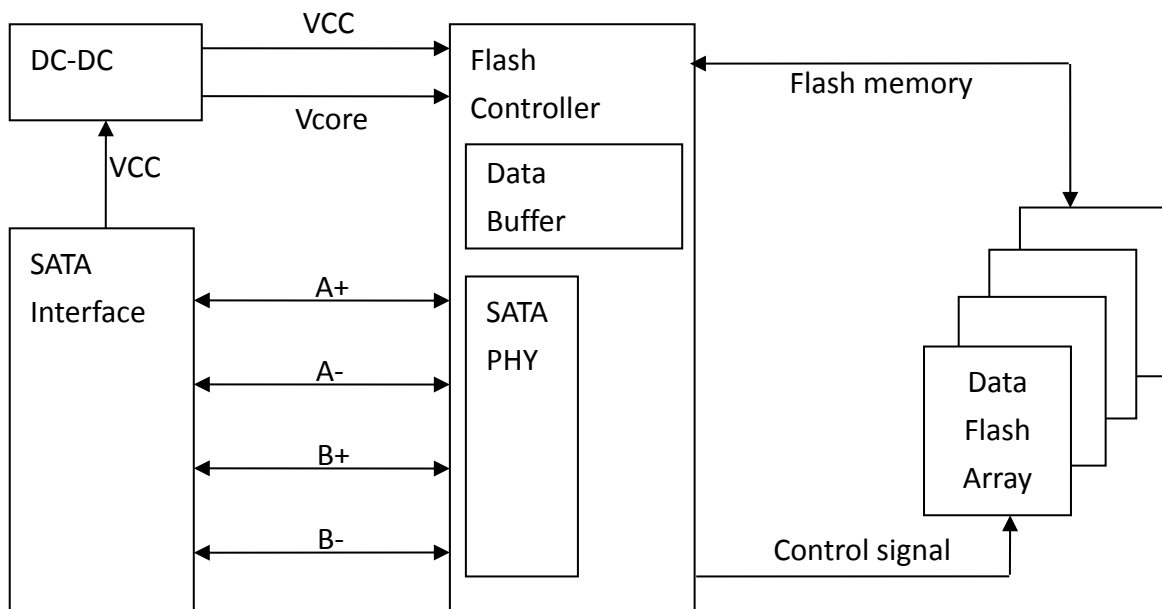 DC-DC
VCC
Vcore
VCC
Flash
Controller
Data
Buffer
Flash memory
SATA
Interface
A+
A-
B+
B-
SATA
PHY
Data
Flash
Array
Control signal